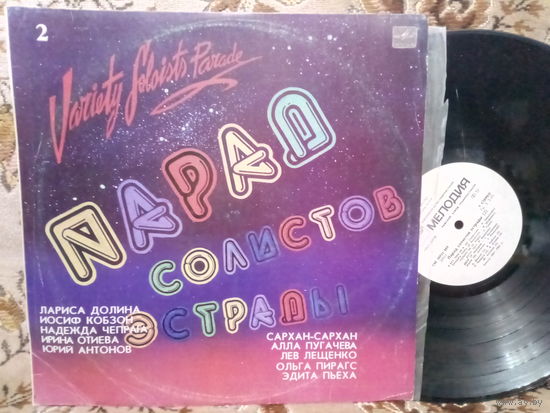 2
Variety Soloists Parade
ПАРАД
СОЛИСТОВ
ЭСТРАДЫ
ЛАРИСА ДОЛИНА
ИОСИФ КОБЗОН
НАДЕЖДА ЧЕПРАГА
ИРИНА ОТИЕВА
ЮРИЙ АНТОНОВ
САРХАН-САРХАН
АЛЛА ПУГАЧЕВА
ЛЕВ ЛЕЩЕНКО
ОЛЬГА ПИРАГС
ЭДИТА ПЬЕХА
МЕЛОДИЯ